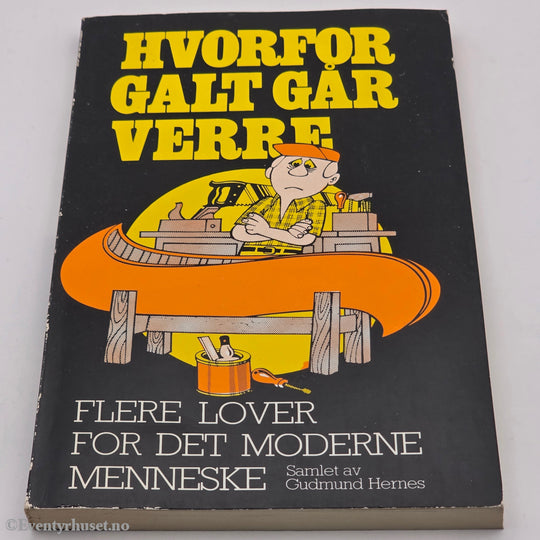 HVORFOR
GALT GÅR
VERRE
FLERE LOVER
FOR DET MODERNE
MENNESKE
Samlet av
Gudmund Hernes
©Eventyrhuset.no